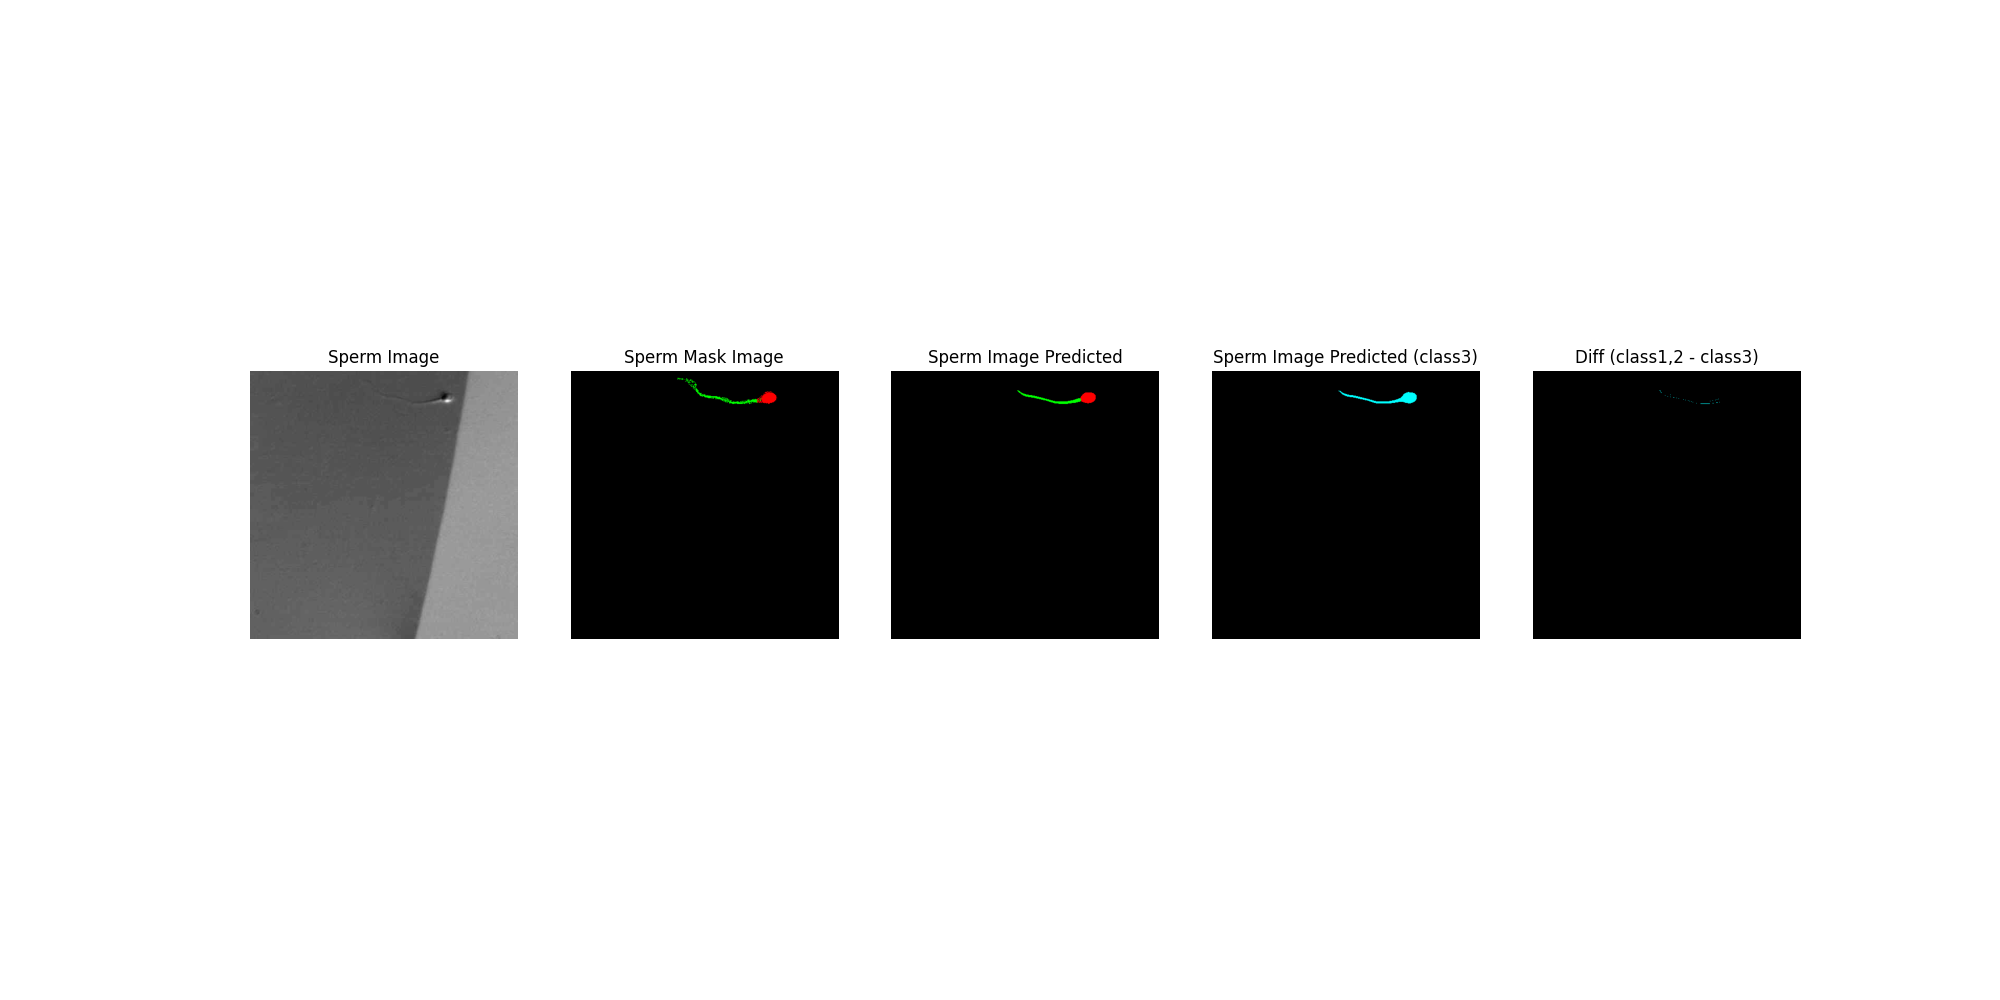 Sperm Image
Sperm Mask Image
Sperm Image Predicted
Sperm Image Predicted (class3)
Diff (class1,2 - class3)